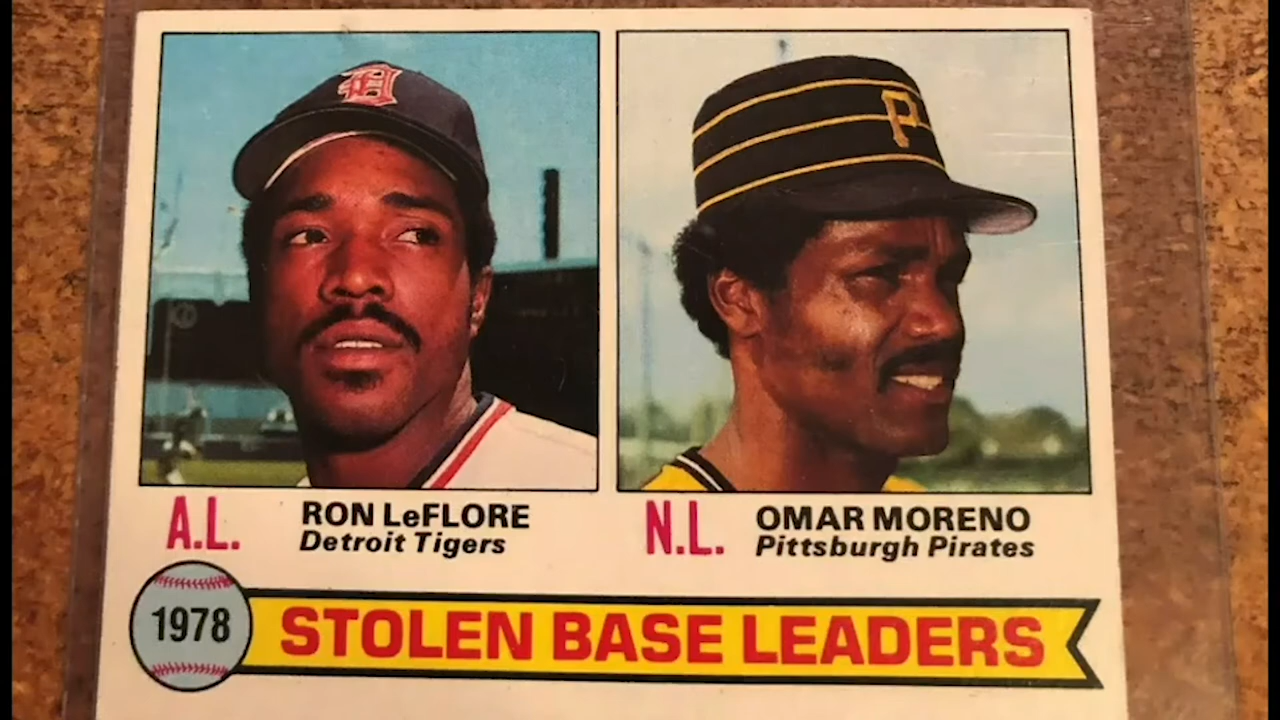 D
P
A.L.
RON LeFLORE
Detroit Tigers
N.L.
OMAR MORENO
Pittsburgh Pirates
1978
STOLEN BASE LEADERS